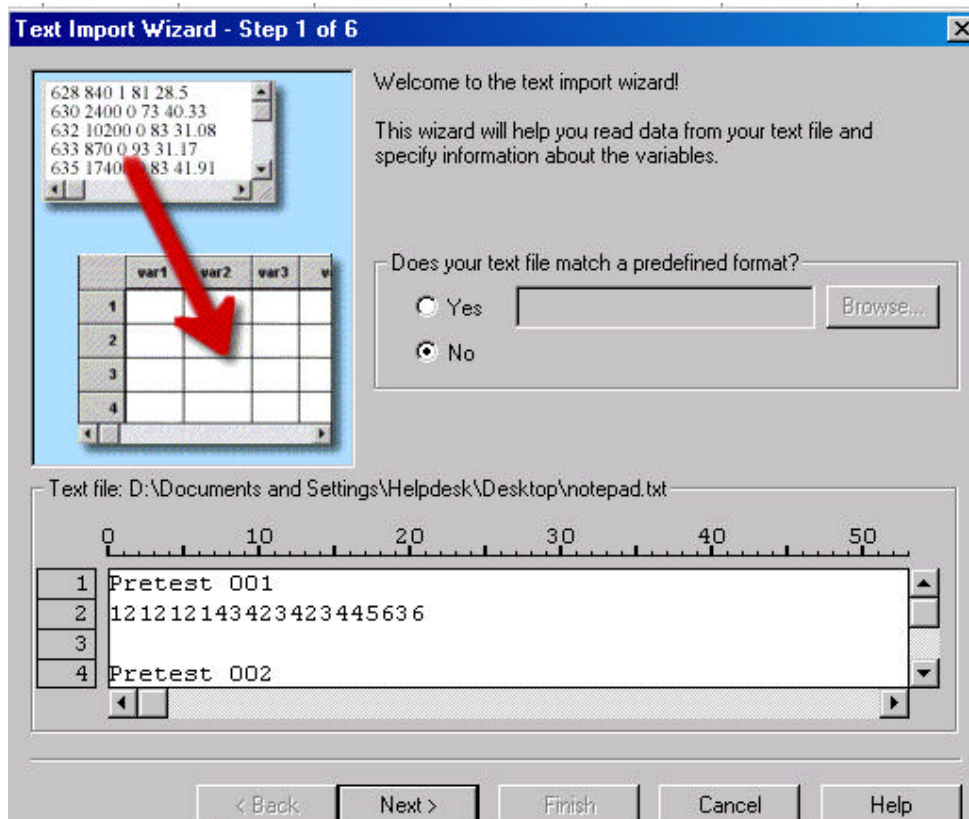 Text Import Wizard - Step 1 of 6
628 840 1 81 28.5
630 2400 0 73 40.33
632 10200 0 83 31.08
633 870 0 93 31.17
635 1740 83 41.91
var1 var2 var3 v
1
2
3
4
Welcome to the text import wizard!
This wizard will help you read data from your text file and
specify information about the variables.
Does your text file match a predefined format?
Yes Browse...
No
Text file: D:\Documents and Settings\Helpdesk\Desktop\notepad.txt
0 10 20 30 40 50
1 Pretest 001
2 121212143423423445636
3
4 Pretest 002
< Back Next > Finish Cancel Help